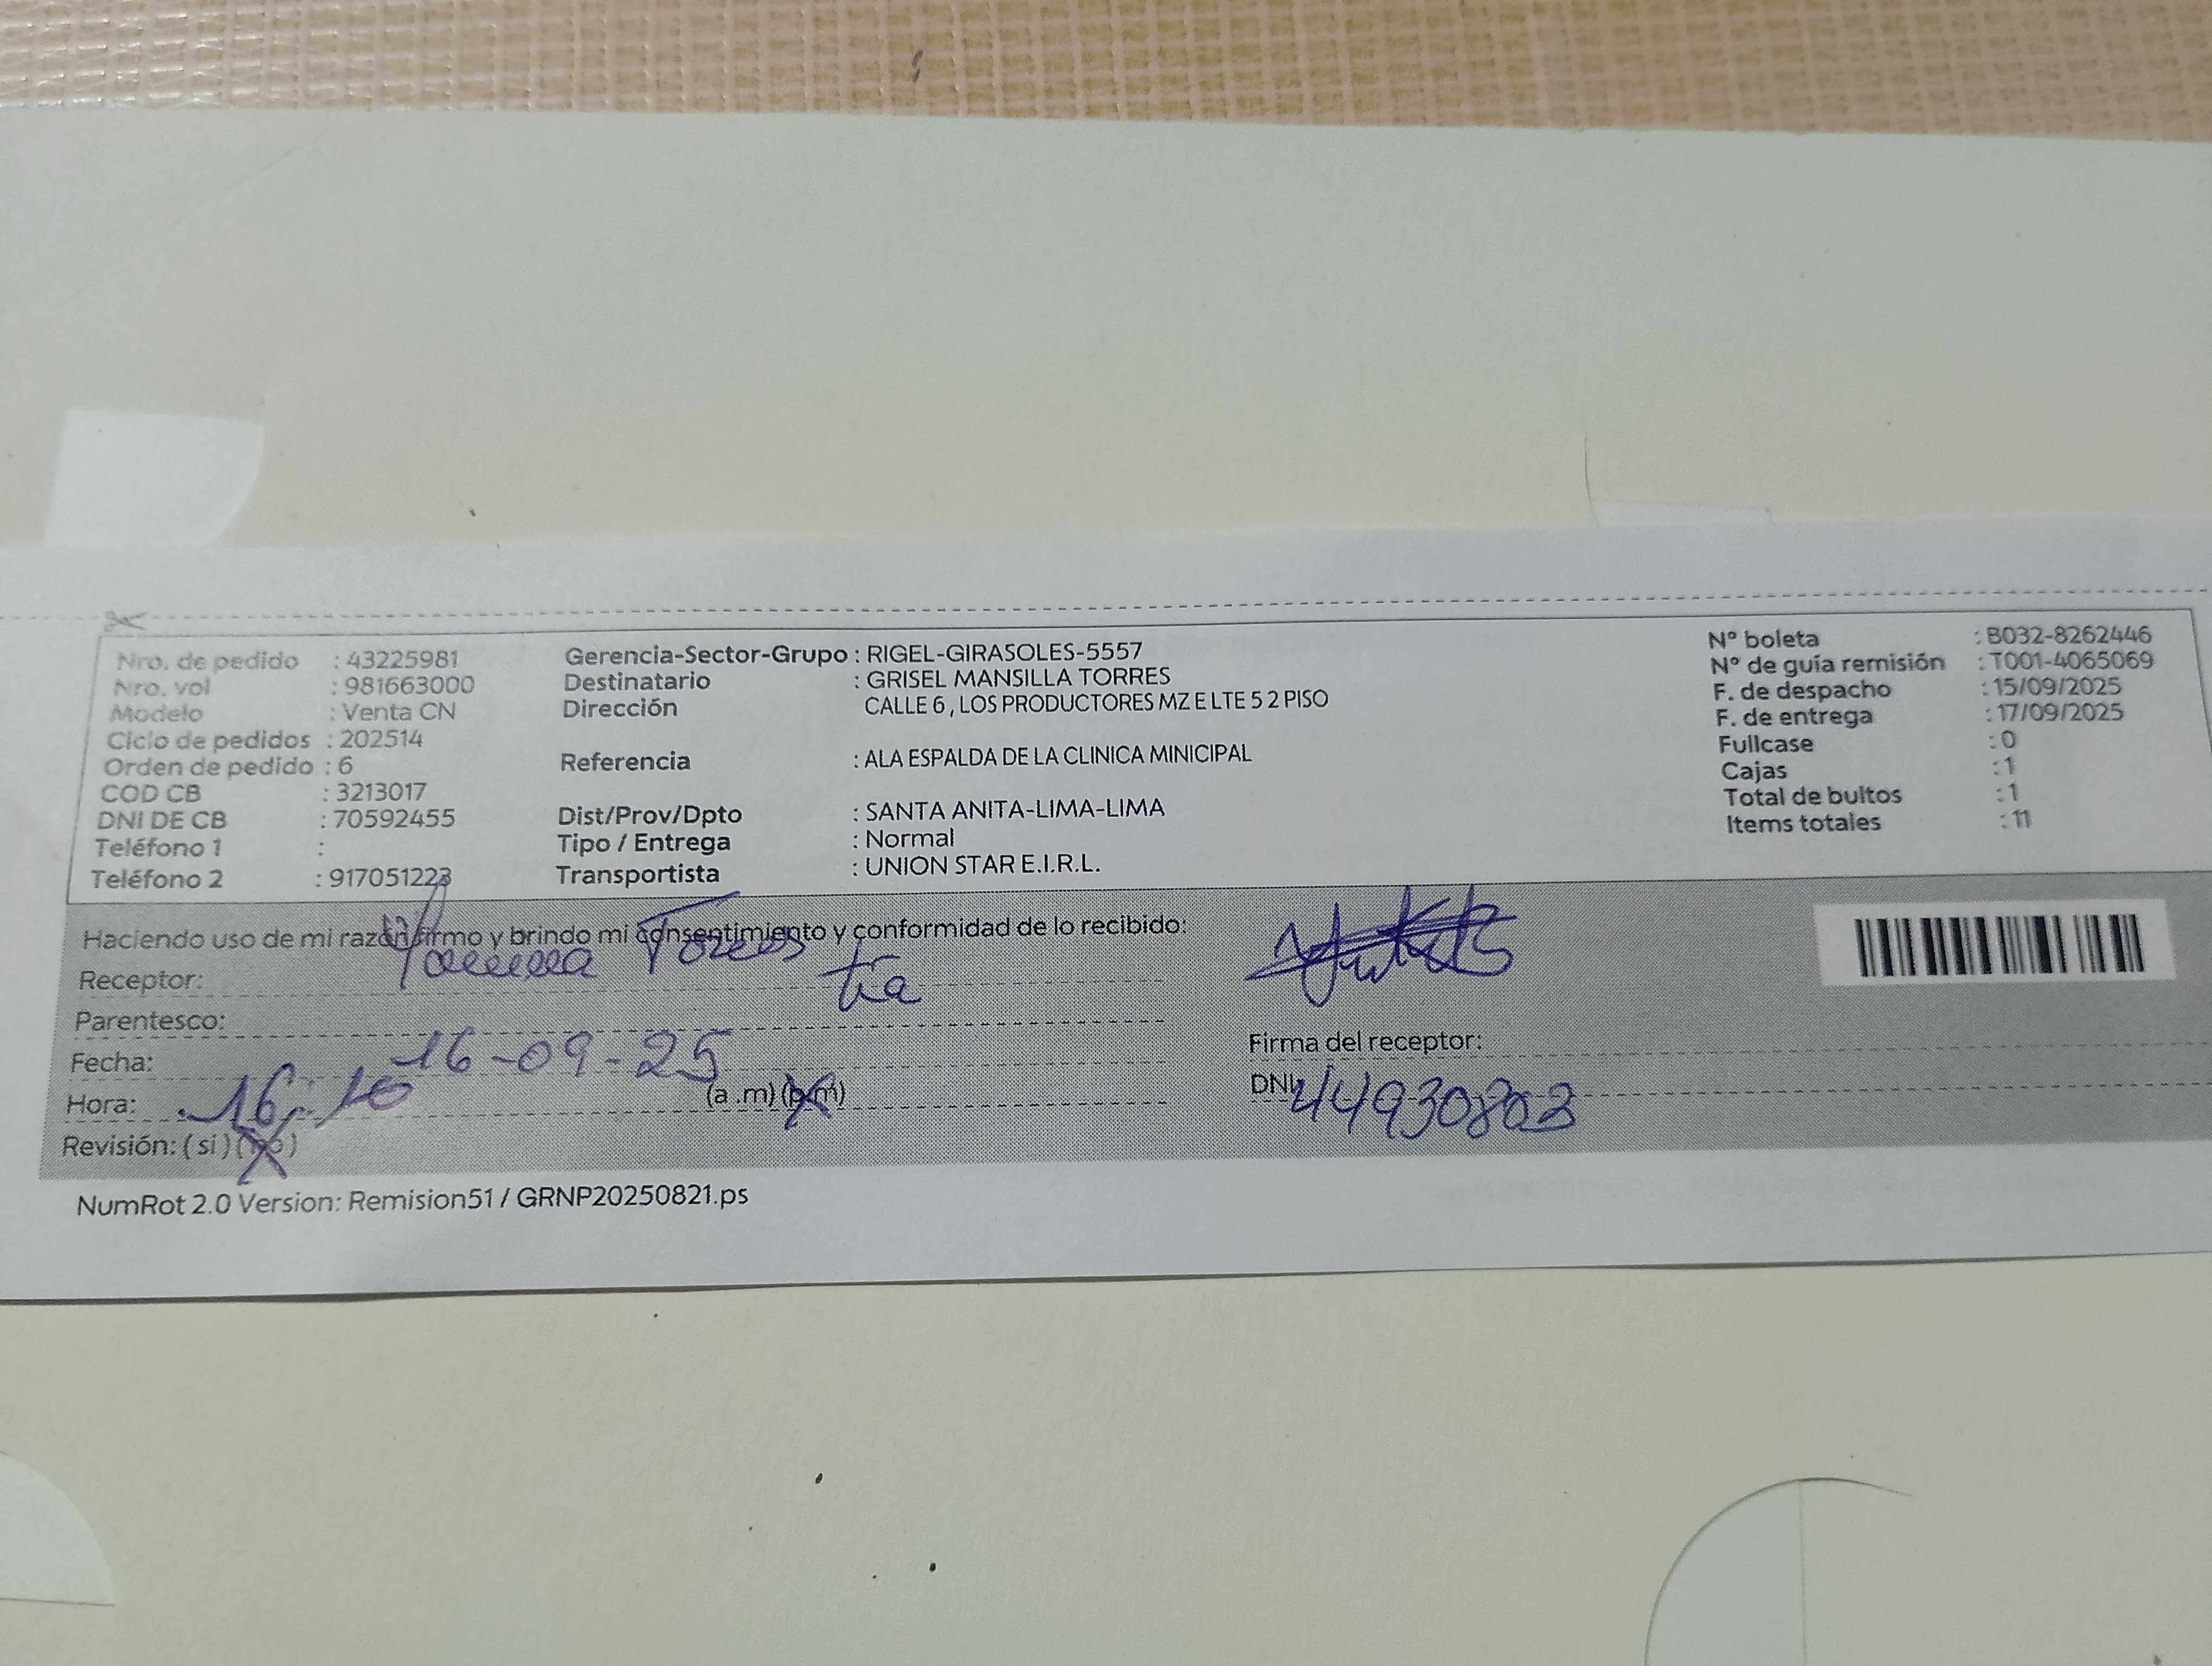 Nro. de pedido : 43225981
Nro. vol : 981663000
Modelo : Venta CN
Ciclo de pedidos : 202514
Orden de pedido : 6
COD CB : 3213017
DNI DE CB : 70592455
Teléfono 1 :
Teléfono 2 : 917051223
Gerencia-Sector-Grupo : RIGEL-GIRASOLES-5557
Destinatario : GRISEL MANSILLA TORRES
Dirección CALLE 6 , LOS PRODUCTORES MZ E LTE 5 2 PISO
Referencia : ALA ESPALDA DE LA CLINICA MINICIPAL
Dist/Prov/Dpto : SANTA ANITA-LIMA-LIMA
Tipo / Entrega : Normal
Transportista : UNION STAR E.I.R.L.
N° boleta : B032-8262446
N° de guía remisión : T001-4065069
F. de despacho : 15/09/2025
F. de entrega : 17/09/2025
Fullcase : 0
Cajas : 1
Total de bultos : 1
Items totales : 11
Haciendo uso de mi razón firmo y brindo mi consentimiento y conformidad de lo recibido:
Receptor: Torres
Parentesco: tía
Fecha: 16-09-25
Hora: 16:10 (a .m) (p.m)
Revisión: ( si ) (no)
Firma del receptor:
DNI: 44930803
NumRot 2.0 Version: Remision51 / GRNP20250821.ps